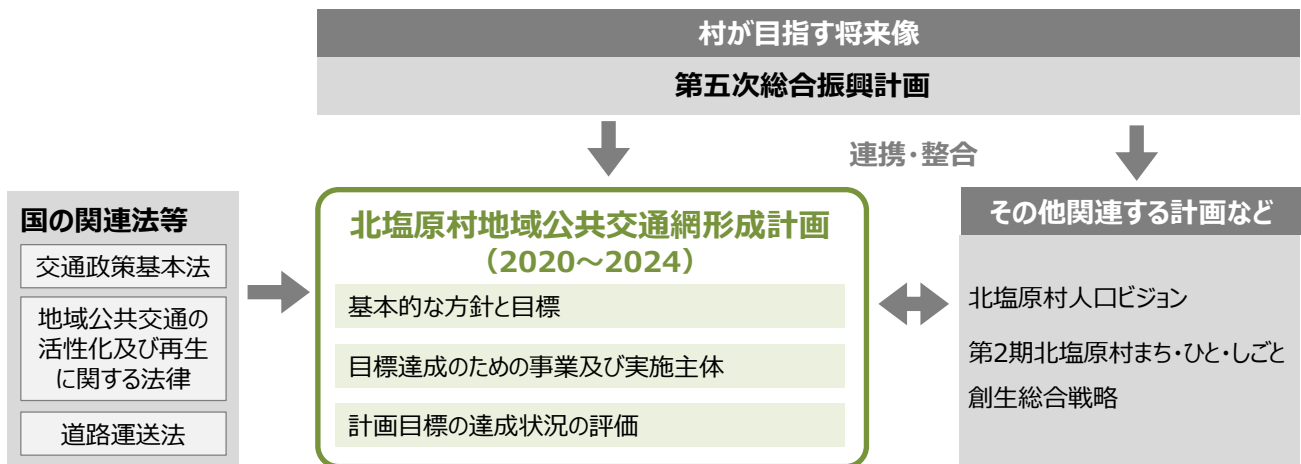 村が目指す将来像
第五次総合振興計画
連携・整合
国の関連法等
交通政策基本法
地域公共交通の
活性化及び再生
に関する法律
道路運送法
北塩原村地域公共交通網形成計画
（2020～2024）
基本的な方針と目標
目標達成のための事業及び実施主体
計画目標の達成状況の評価
その他関連する計画など
北塩原村人口ビジョン
第2期北塩原村まち・ひと・しごと
創生総合戦略